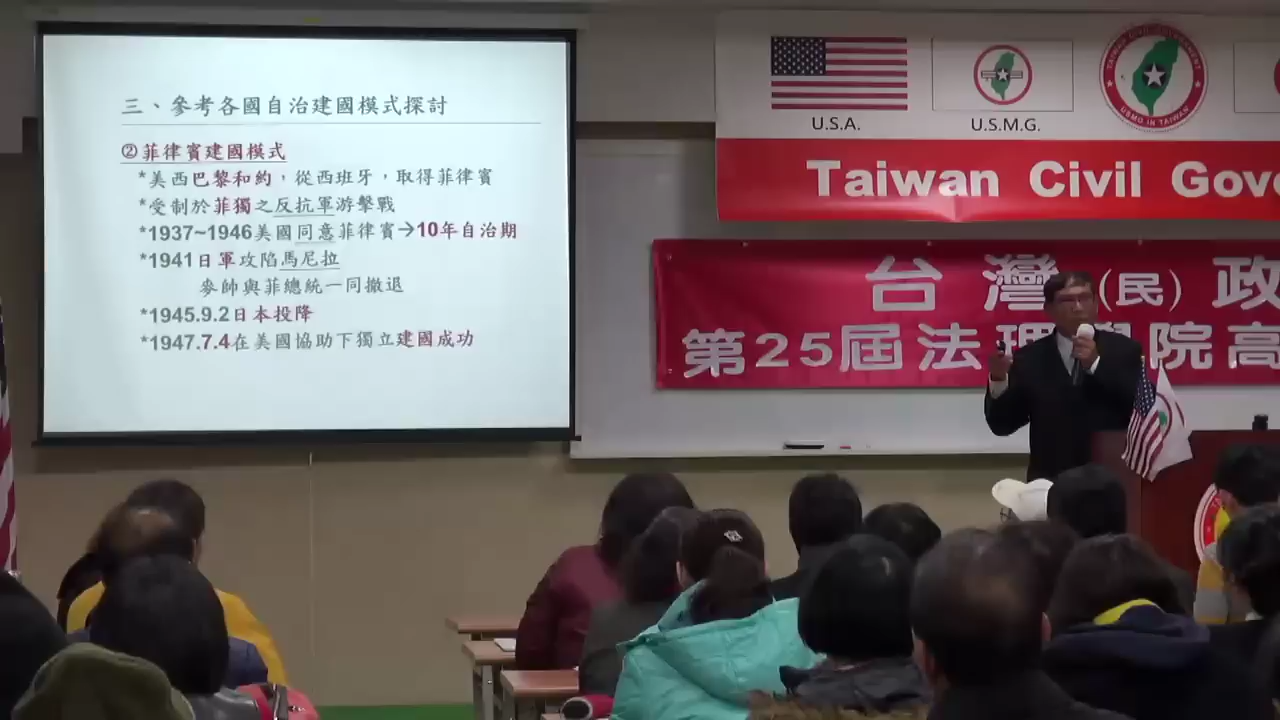 三、參考各國自治建國模式探討
②菲律賓建國模式
*美西巴黎和約，從西班牙，取得菲律賓
*受制於菲獨之反抗軍游擊戰
*1937~1946美國同意菲律賓→10年自治期
*1941日軍攻陷馬尼拉
麥帥與菲總統一同撤退
*1945.9.2日本投降
*1947.7.4在美國協助下獨立建國成功
U.S.A.
U.S.M.G.
TAIWAN CIVIL GOVERNMENT
USMG IN TAIWAN
Taiwan Civil Gove
台灣(民)政
第25屆法理學院高